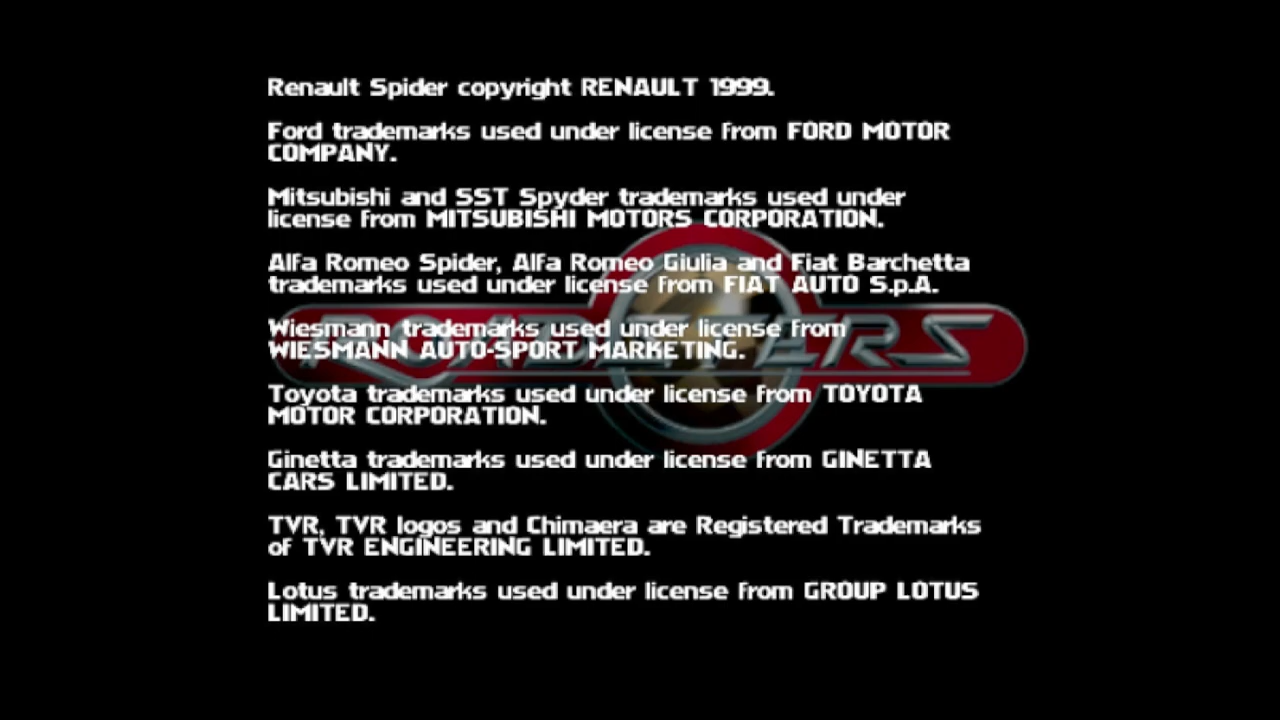 Renault Spider copyright RENAULT 1999.
Ford trademarks used under license from FORD MOTOR
COMPANY.
Mitsubishi and SST Spyder trademarks used under
license from MITSUBISHI MOTORS CORPORATION.
Alfa Romeo Spider, Alfa Romeo Giulia and Fiat Barchetta
trademarks used under license from FIAT AUTO S.p.A.
Wiesmann trademarks used under license from
WIESMANN AUTO-SPORT MARKETING.
ROADSTERS
Toyota trademarks used under license from TOYOTA
MOTOR CORPORATION.
Ginetta trademarks used under license from GINETTA
CARS LIMITED.
TVR, TVR logos and Chimaera are Registered Trademarks
of TVR ENGINEERING LIMITED.
Lotus trademarks used under license from GROUP LOTUS
LIMITED.